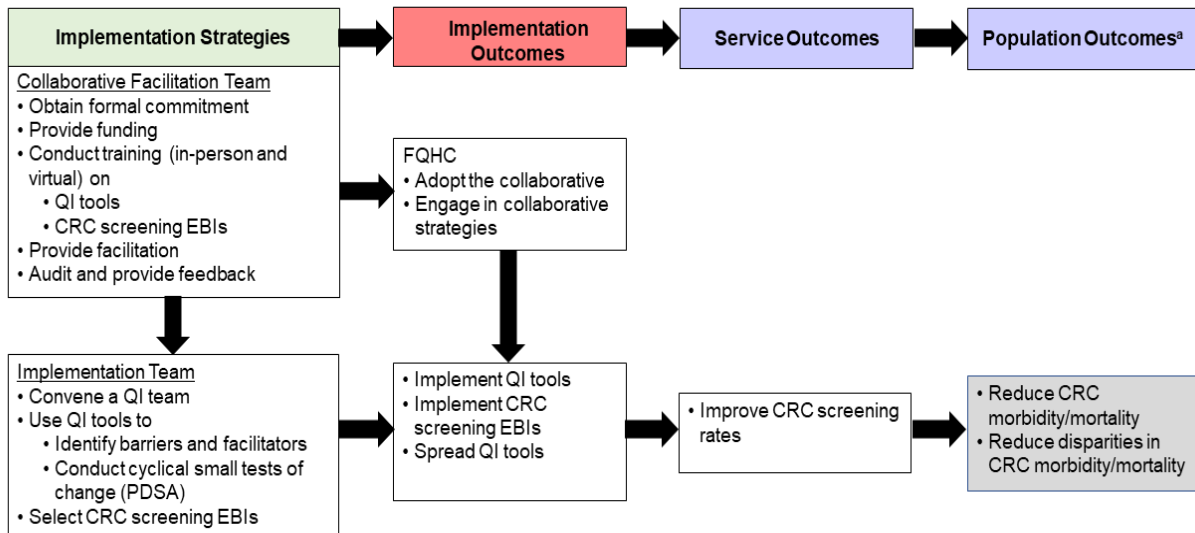 Implementation Strategies
Implementation
Outcomes
Service Outcomes
Population Outcomesᵃ
Collaborative Facilitation Team
• Obtain formal commitment
• Provide funding
• Conduct training (in-person and
virtual) on
• QI tools
• CRC screening EBIs
• Provide facilitation
• Audit and provide feedback
FQHC
• Adopt the collaborative
• Engage in collaborative
strategies
Implementation Team
• Convene a QI team
• Use QI tools to
• Identify barriers and facilitators
• Conduct cyclical small tests of
change (PDSA)
• Select CRC screening EBIs
• Implement QI tools
• Implement CRC
screening EBIs
• Spread QI tools
• Improve CRC screening
rates
• Reduce CRC
morbidity/mortality
• Reduce disparities in
CRC morbidity/mortality